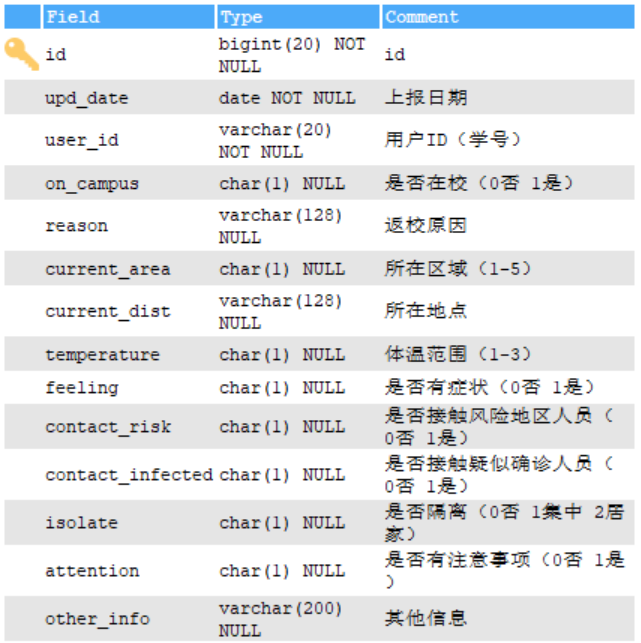 Field Type Comment
id bigint(20) NOT NULL id
upd_date date NOT NULL 上报日期
user_id varchar(20) NOT NULL 用户ID（学号）
on_campus char(1) NULL 是否在校（0否 1是）
reason varchar(128) NULL 返校原因
current_area char(1) NULL 所在区域（1-5）
current_dist varchar(128) NULL 所在地点
temperature char(1) NULL 体温范围（1-3）
feeling char(1) NULL 是否有症状（0否 1是）
contact_risk char(1) NULL 是否接触风险地区人员（0否 1是）
contact_infected char(1) NULL 是否接触疑似确诊人员（0否 1是）
isolate char(1) NULL 是否隔离（0否 1集中 2居家）
attention char(1) NULL 是否有注意事项（0否 1是）
other_info varchar(200) NULL 其他信息